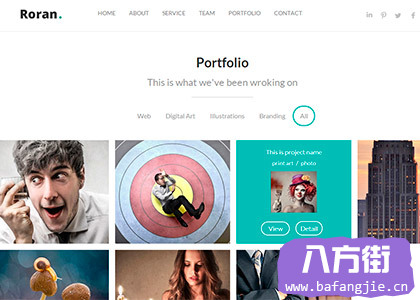 Roran.
HOME ABOUT SERVICE TEAM PORTFOLIO CONTACT
Portfolio
This is what we've been wroking on
Web Digital Art Illustrations Branding All
This is project name
print art / photo
View Detail
八方街
www.bafangjie.cn